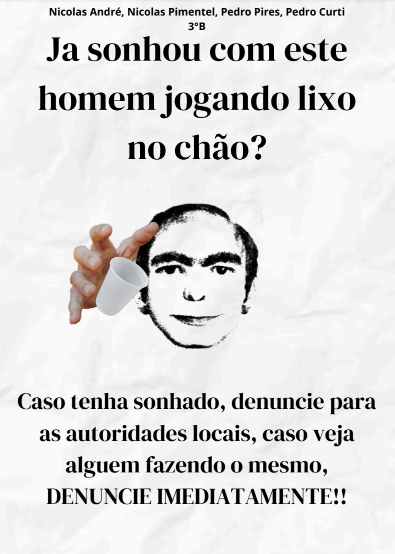 Nicolas André, Nicolas Pimentel, Pedro Pires, Pedro Curti
3ºB
Ja sonhou com este
homem jogando lixo
no chão?
Caso tenha sonhado, denuncie para
as autoridades locais, caso veja
alguem fazendo o mesmo,
DENUNCIE IMEDIATAMENTE!!